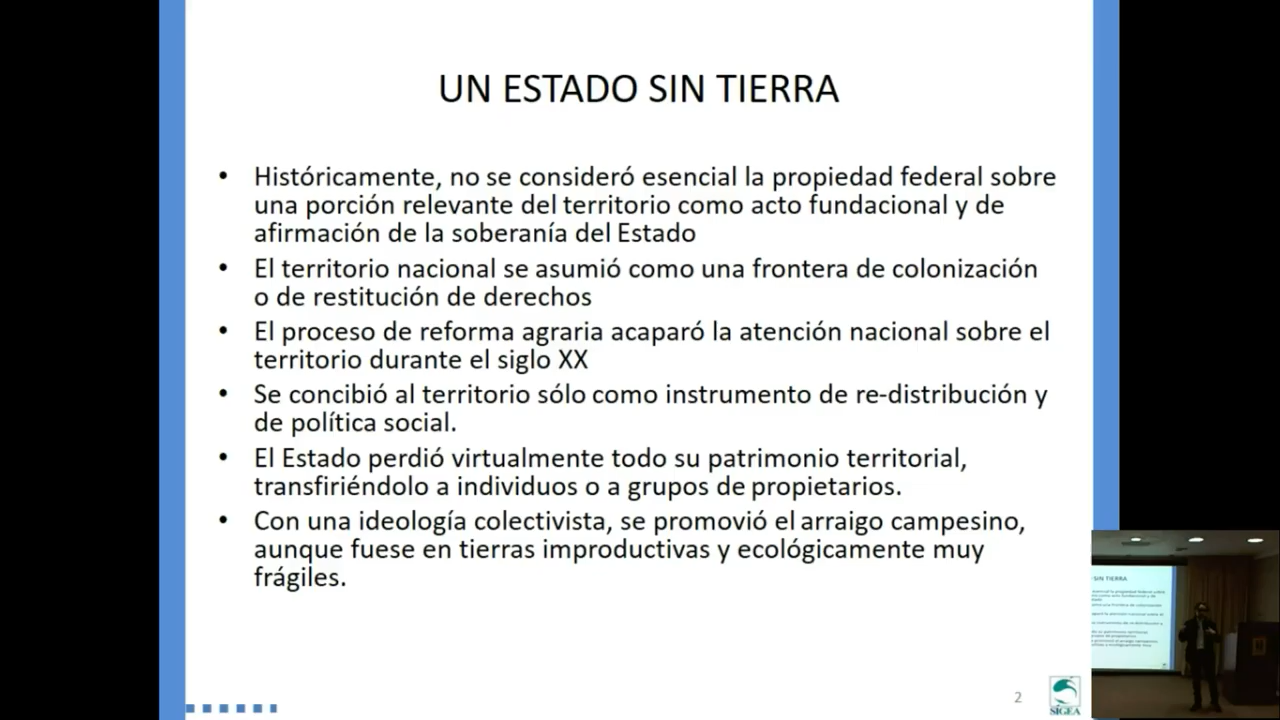 UN ESTADO SIN TIERRA
• Históricamente, no se consideró esencial la propiedad federal sobre
una porción relevante del territorio como acto fundacional y de
afirmación de la soberanía del Estado
• El territorio nacional se asumió como una frontera de colonización
o de restitución de derechos
• El proceso de reforma agraria acaparó la atención nacional sobre el
territorio durante el siglo XX
• Se concibió al territorio sólo como instrumento de re-distribución y
de política social.
• El Estado perdió virtualmente todo su patrimonio territorial,
transfiriéndolo a individuos o a grupos de propietarios.
• Con una ideología colectivista, se promovió el arraigo campesino,
aunque fuese en tierras improductivas y ecológicamente muy
frágiles.
2
SIGEA
SIN TIERRA